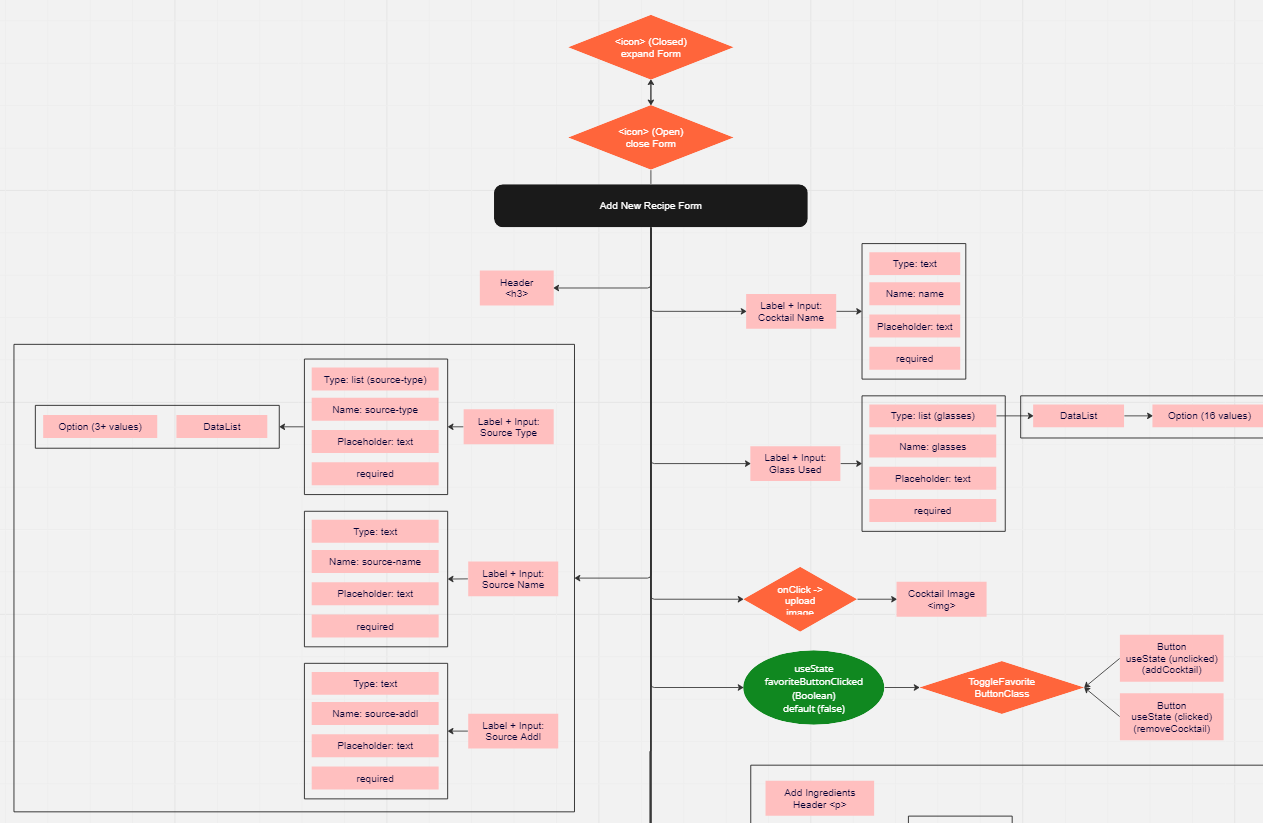 <icon> (Closed)
expand Form
<icon> (Open)
close Form
Add New Recipe Form
Header
<h3>
Label + Input:
Cocktail Name
Type: text
Name: name
Placeholder: text
required
Label + Input:
Source Type
Type: list (source-type)
Name: source-type
Placeholder: text
required
DataList
Option (3+ values)
Label + Input:
Glass Used
Type: list (glasses)
Name: glasses
Placeholder: text
required
DataList
Option (16 values)
Label + Input:
Source Name
Type: text
Name: source-name
Placeholder: text
required
onClick ->
upload
image
Cocktail Image
<img>
useState
favoriteButtonClicked
(Boolean)
default (false)
ToggleFavorite
ButtonClass
Button
useState (unclicked)
(addCocktail)
Button
useState (clicked)
(removeCocktail)
Label + Input:
Source Addl
Type: text
Name: source-addl
Placeholder: text
required
Add Ingredients
Header <p>